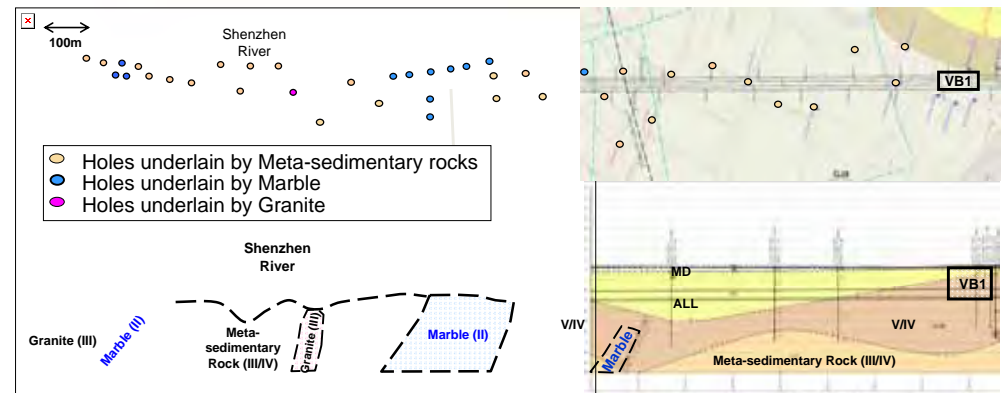 100m
Shenzhen
River
VB1
Holes underlain by Meta-sedimentary rocks
Holes underlain by Marble
Holes underlain by Granite
Shenzhen
River
Granite (III)
Marble (II)
Meta-
sedimentary
Rock (III/IV)
Granite (III)
Marble (II)
MD
ALL
VB1
V/IV
V/IV
Marble
Meta-sedimentary Rock (III/IV)